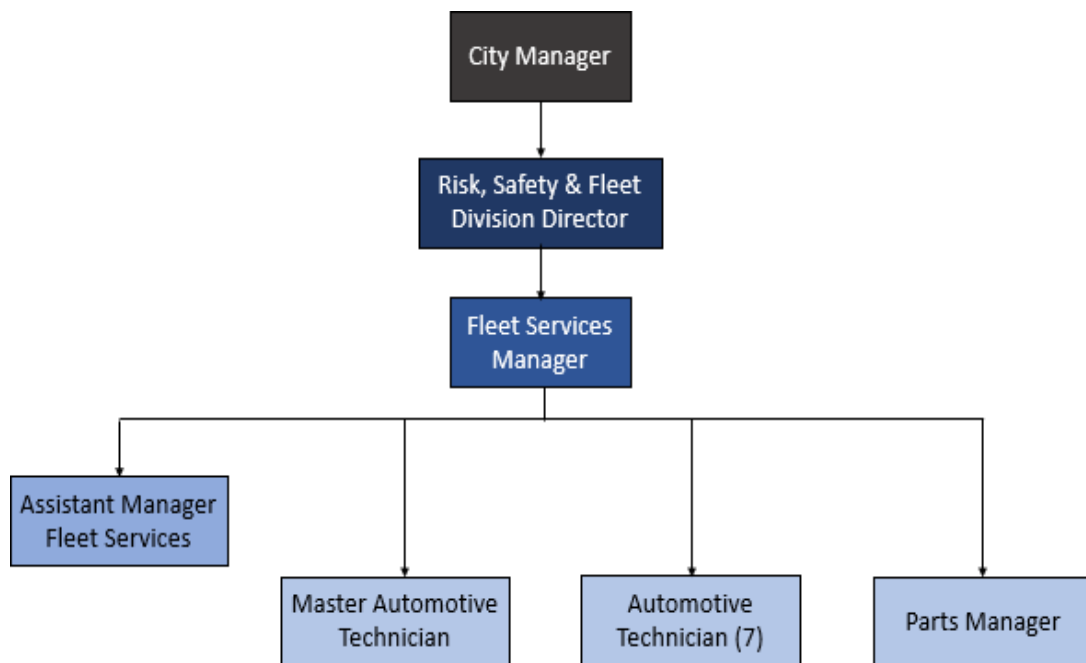 City Manager
Risk, Safety & Fleet
Division Director
Fleet Services
Manager
Assistant Manager
Fleet Services
Master Automotive
Technician
Automotive
Technician (7)
Parts Manager